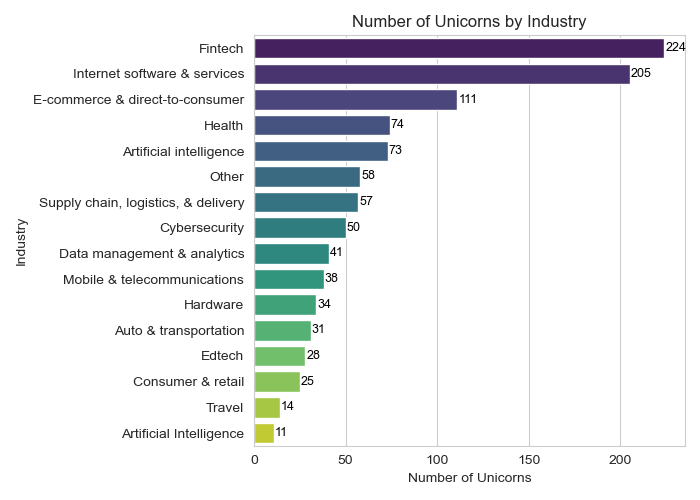 Number of Unicorns by Industry
Industry
Fintech 224
Internet software & services 205
E-commerce & direct-to-consumer 111
Health 74
Artificial intelligence 73
Other 58
Supply chain, logistics, & delivery 57
Cybersecurity 50
Data management & analytics 41
Mobile & telecommunications 38
Hardware 34
Auto & transportation 31
Edtech 28
Consumer & retail 25
Travel 14
Artificial Intelligence 11
0 50 100 150 200
Number of Unicorns